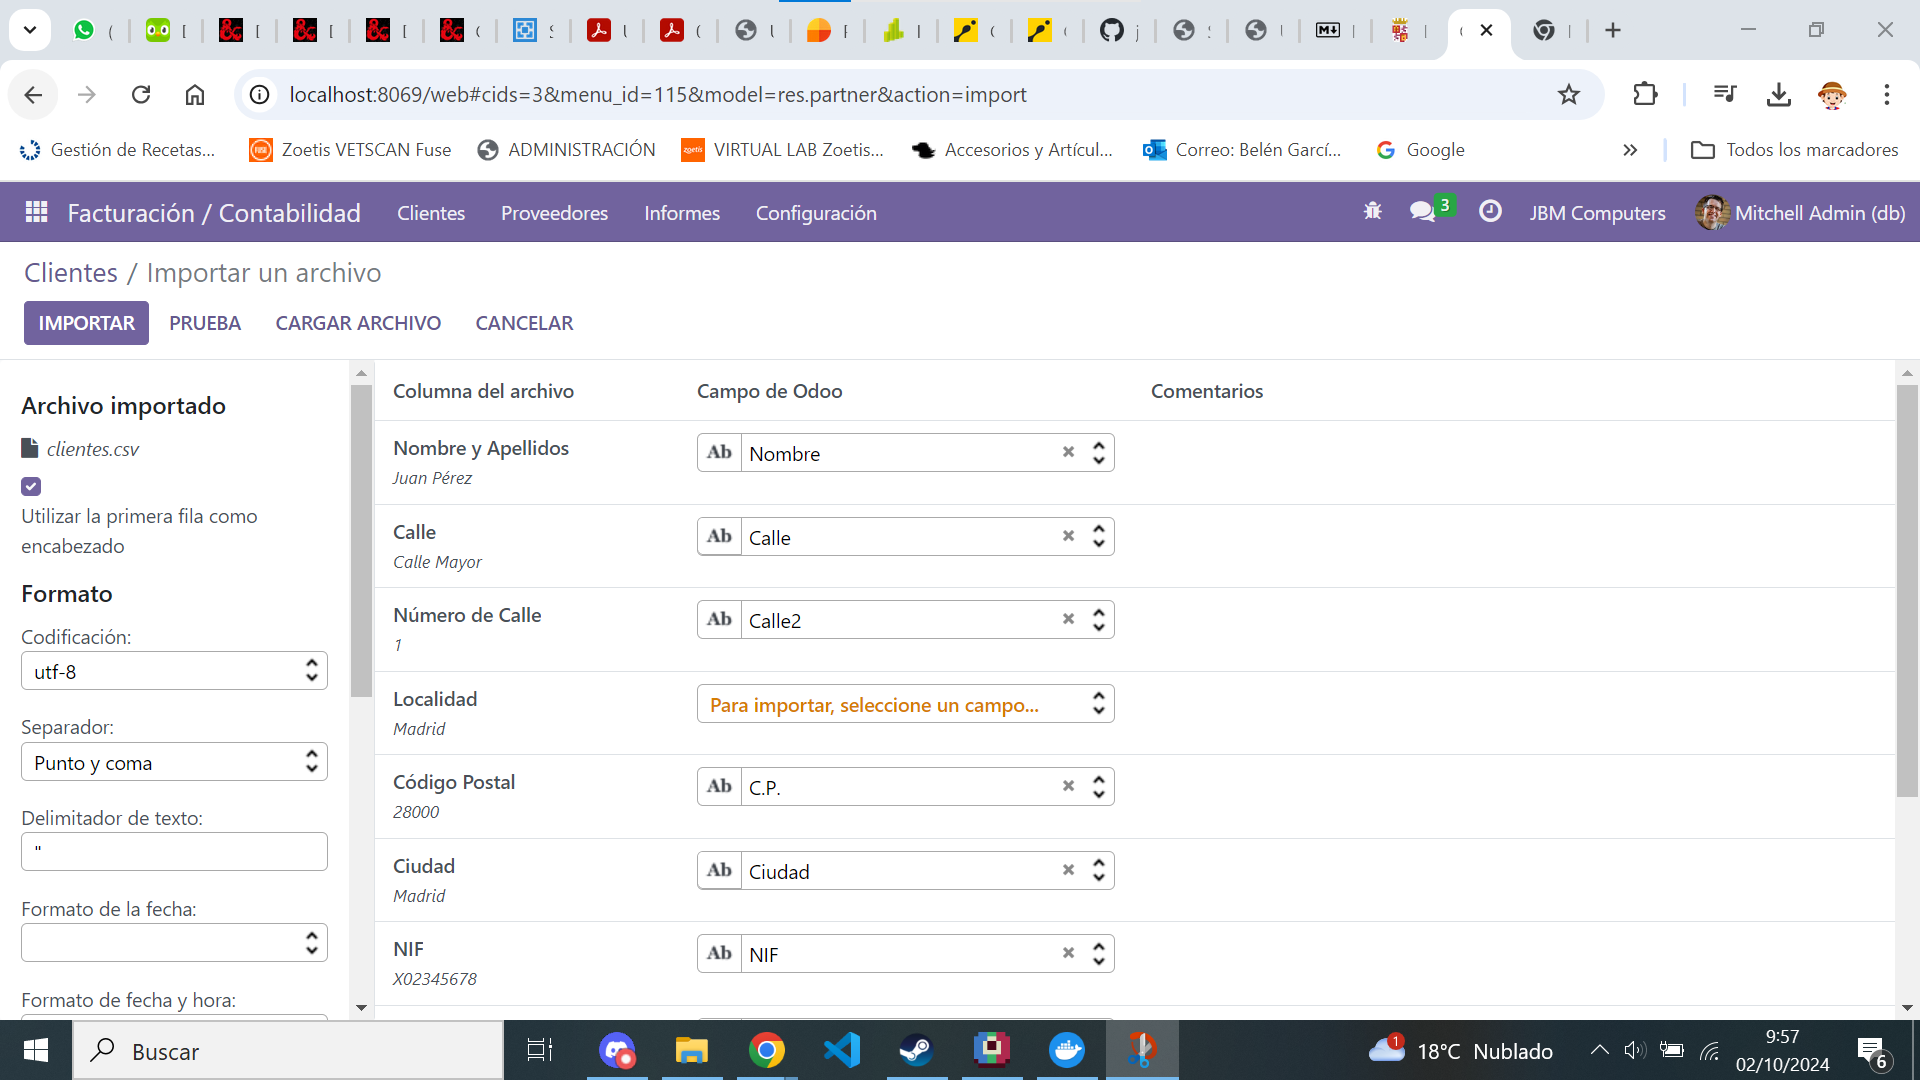 localhost:8069/web#cids=3&menu_id=115&model=res.partner&action=import
Gestión de Recetas...
Zoetis VETSCAN Fuse
ADMINISTRACIÓN
VIRTUAL LAB Zoetis...
Accesorios y Artícul...
Correo: Belén Garcí...
Google
Todos los marcadores
Facturación / Contabilidad
Clientes
Proveedores
Informes
Configuración
3
JBM Computers
Mitchell Admin (db)
Clientes / Importar un archivo
IMPORTAR
PRUEBA
CARGAR ARCHIVO
CANCELAR
Archivo importado
clientes.csv
Utilizar la primera fila como
encabezado
Formato
Codificación:
utf-8
Separador:
Punto y coma
Delimitador de texto:
"
Formato de la fecha:
Formato de fecha y hora:
Columna del archivo
Campo de Odoo
Comentarios
Nombre y Apellidos
Juan Pérez
Ab Nombre
Calle
Calle Mayor
Ab Calle
Número de Calle
1
Ab Calle2
Localidad
Madrid
Para importar, seleccione un campo...
Código Postal
28000
Ab C.P.
Ciudad
Madrid
Ab Ciudad
NIF
X02345678
Ab NIF
Buscar
1
18°C Nublado
9:57
02/10/2024
6